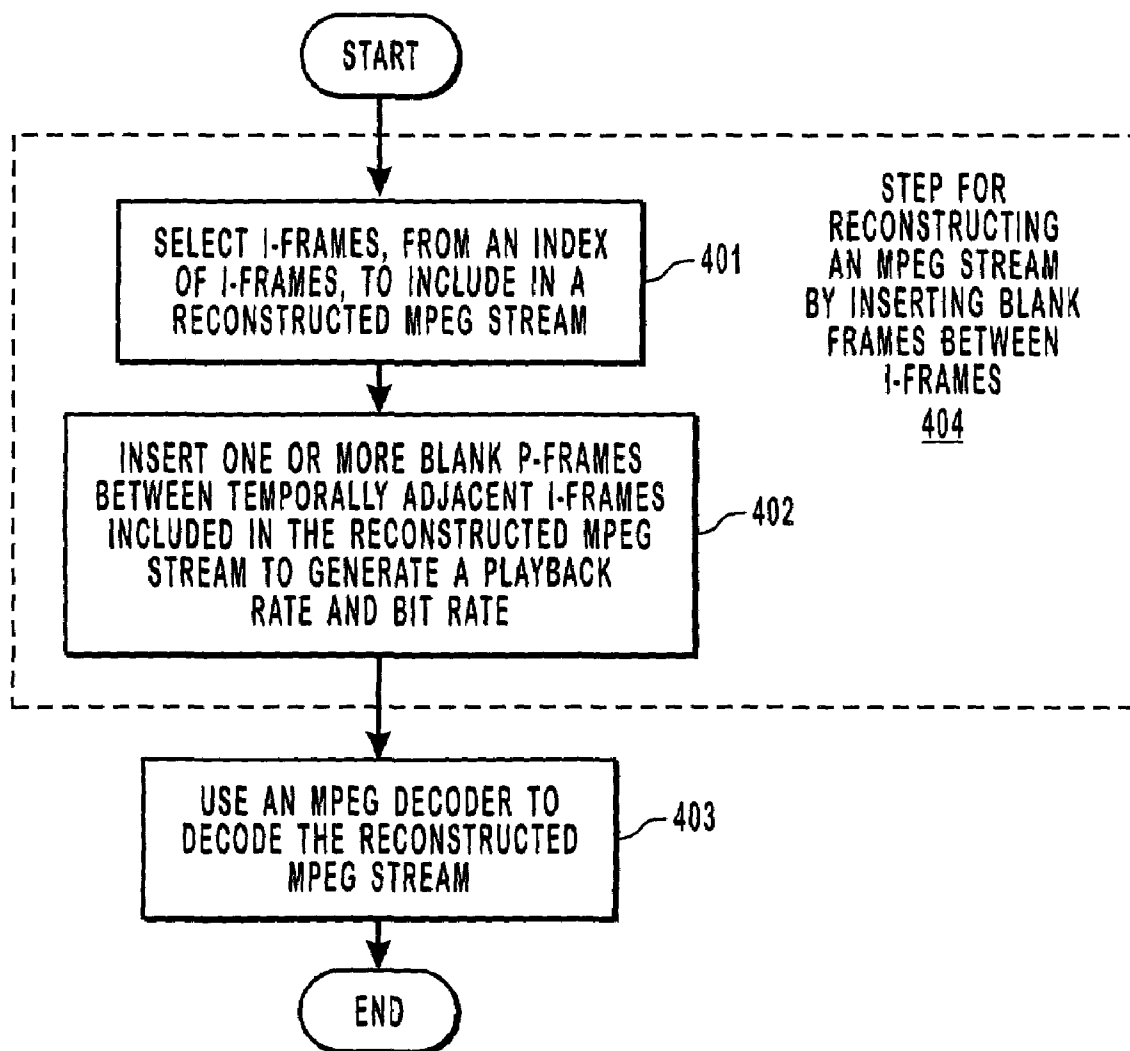 START
SELECT I-FRAMES, FROM AN INDEX
OF I-FRAMES, TO INCLUDE IN A
RECONSTRUCTED MPEG STREAM
401
STEP FOR
RECONSTRUCTING
AN MPEG STREAM
BY INSERTING BLANK
FRAMES BETWEEN
I-FRAMES
404
INSERT ONE OR MORE BLANK P-FRAMES
BETWEEN TEMPORALLY ADJACENT I-FRAMES
INCLUDED IN THE RECONSTRUCTED MPEG
STREAM TO GENERATE A PLAYBACK
RATE AND BIT RATE
402
USE AN MPEG DECODER TO
DECODE THE RECONSTRUCTED
MPEG STREAM
403
END